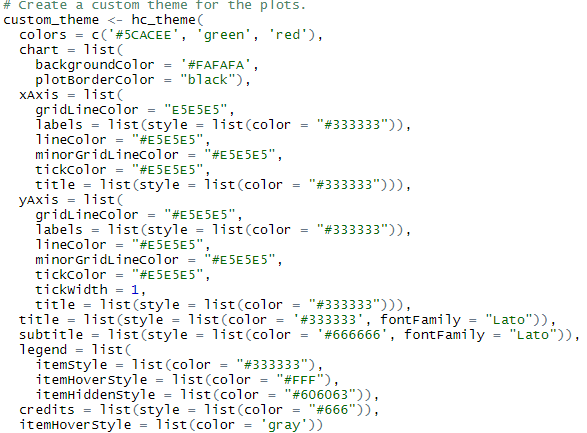 # Create a custom theme for the plots.
custom_theme <- hc_theme(
  colors = c('#5CACEE', 'green', 'red'),
  chart = list(
    backgroundColor = '#FAFAFA',
    plotBorderColor = "black"),
  xAxis = list(
    gridLineColor = "E5E5E5",
    labels = list(style = list(color = "#333333")),
    lineColor = "#E5E5E5",
    minorGridLineColor = "#E5E5E5",
    tickColor = "#E5E5E5",
    title = list(style = list(color = "#333333"))),
  yAxis = list(
    gridLineColor = "#E5E5E5",
    labels = list(style = list(color = "#333333")),
    lineColor = "#E5E5E5",
    minorGridLineColor = "#E5E5E5",
    tickColor = "#E5E5E5",
    tickWidth = 1,
    title = list(style = list(color = "#333333"))),
  title = list(style = list(color = '#333333', fontFamily = "Lato")),
  subtitle = list(style = list(color = '#666666', fontFamily = "Lato")),
  legend = list(
    itemStyle = list(color = "#333333"),
    itemHoverStyle = list(color = "#FFF"),
    itemHiddenStyle = list(color = "#606063")),
  credits = list(style = list(color = "#666")),
  itemHoverStyle = list(color = 'gray'))